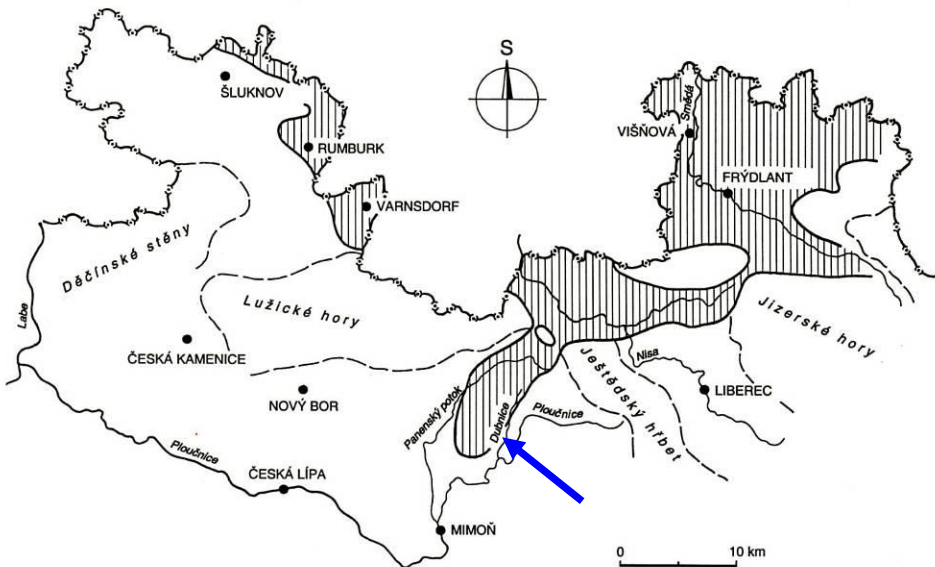 S
ŠLUKNOV
RUMBURK
VARNSDORF
VIŠŇOVÁ
Smědá
FRÝDLANT
Děčínské stěny
Labe
Lužické hory
ČESKÁ KAMENICE
NOVÝ BOR
Jizerské hory
Nisa
LIBEREC
Ještědský hřbet
Panenský potok
Dubnice
Ploučnice
Ploučnice
ČESKÁ LÍPA
MIMOŇ
0 10 km